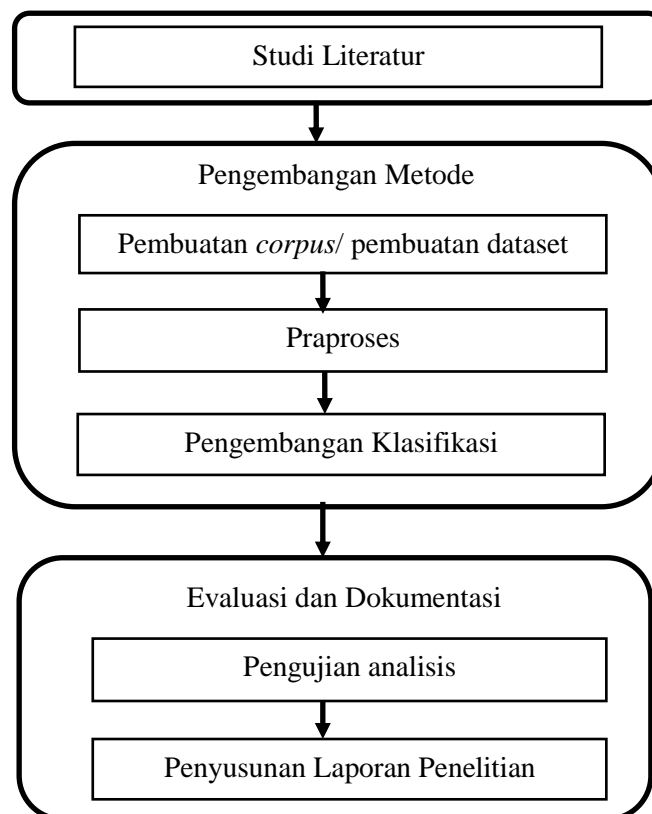 Studi Literatur
Pengembangan Metode
Pembuatan corpus/ pembuatan dataset
Praproses
Pengembangan Klasifikasi
Evaluasi dan Dokumentasi
Pengujian analisis
Penyusunan Laporan Penelitian